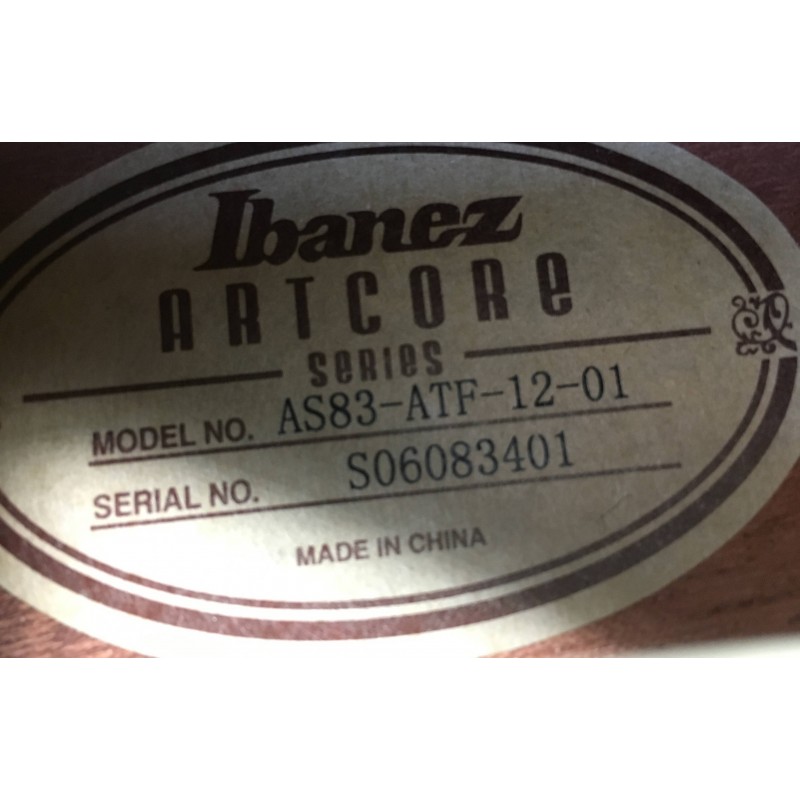 Ibanez
ARTCORE
SERIES
MODEL NO. AS83-ATF-12-01
SERIAL NO. S06083401
MADE IN CHINA